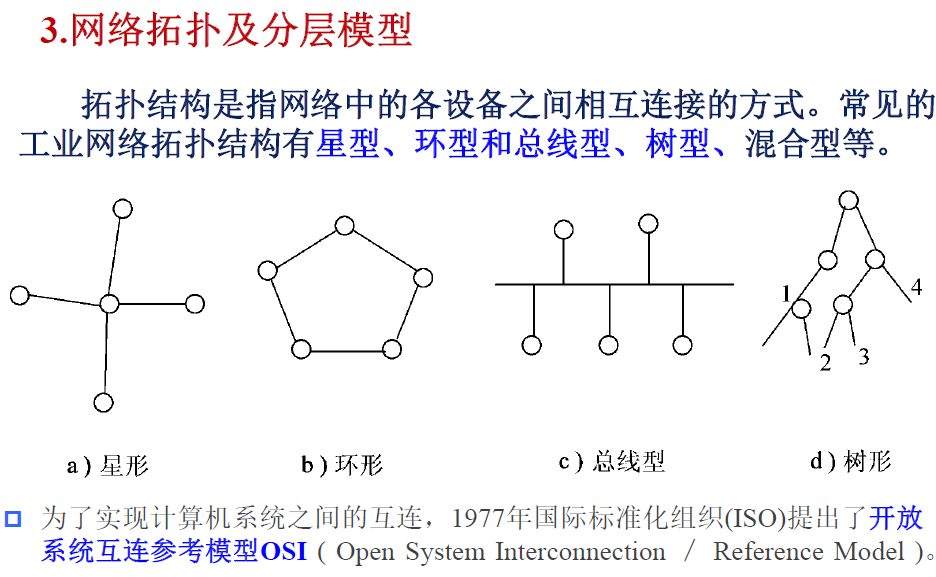 3.网络拓扑及分层模型
拓扑结构是指网络中的各设备之间相互连接的方式。常见的
工业网络拓扑结构有星型、环型和总线型、树型、混合型等。
1
2
3
4
a）星形
b）环形
c）总线型
d）树形
为了实现计算机系统之间的互连，1977年国际标准化组织(ISO)提出了开放
系统互连参考模型OSI ( Open System Interconnection ／ Reference Model )。